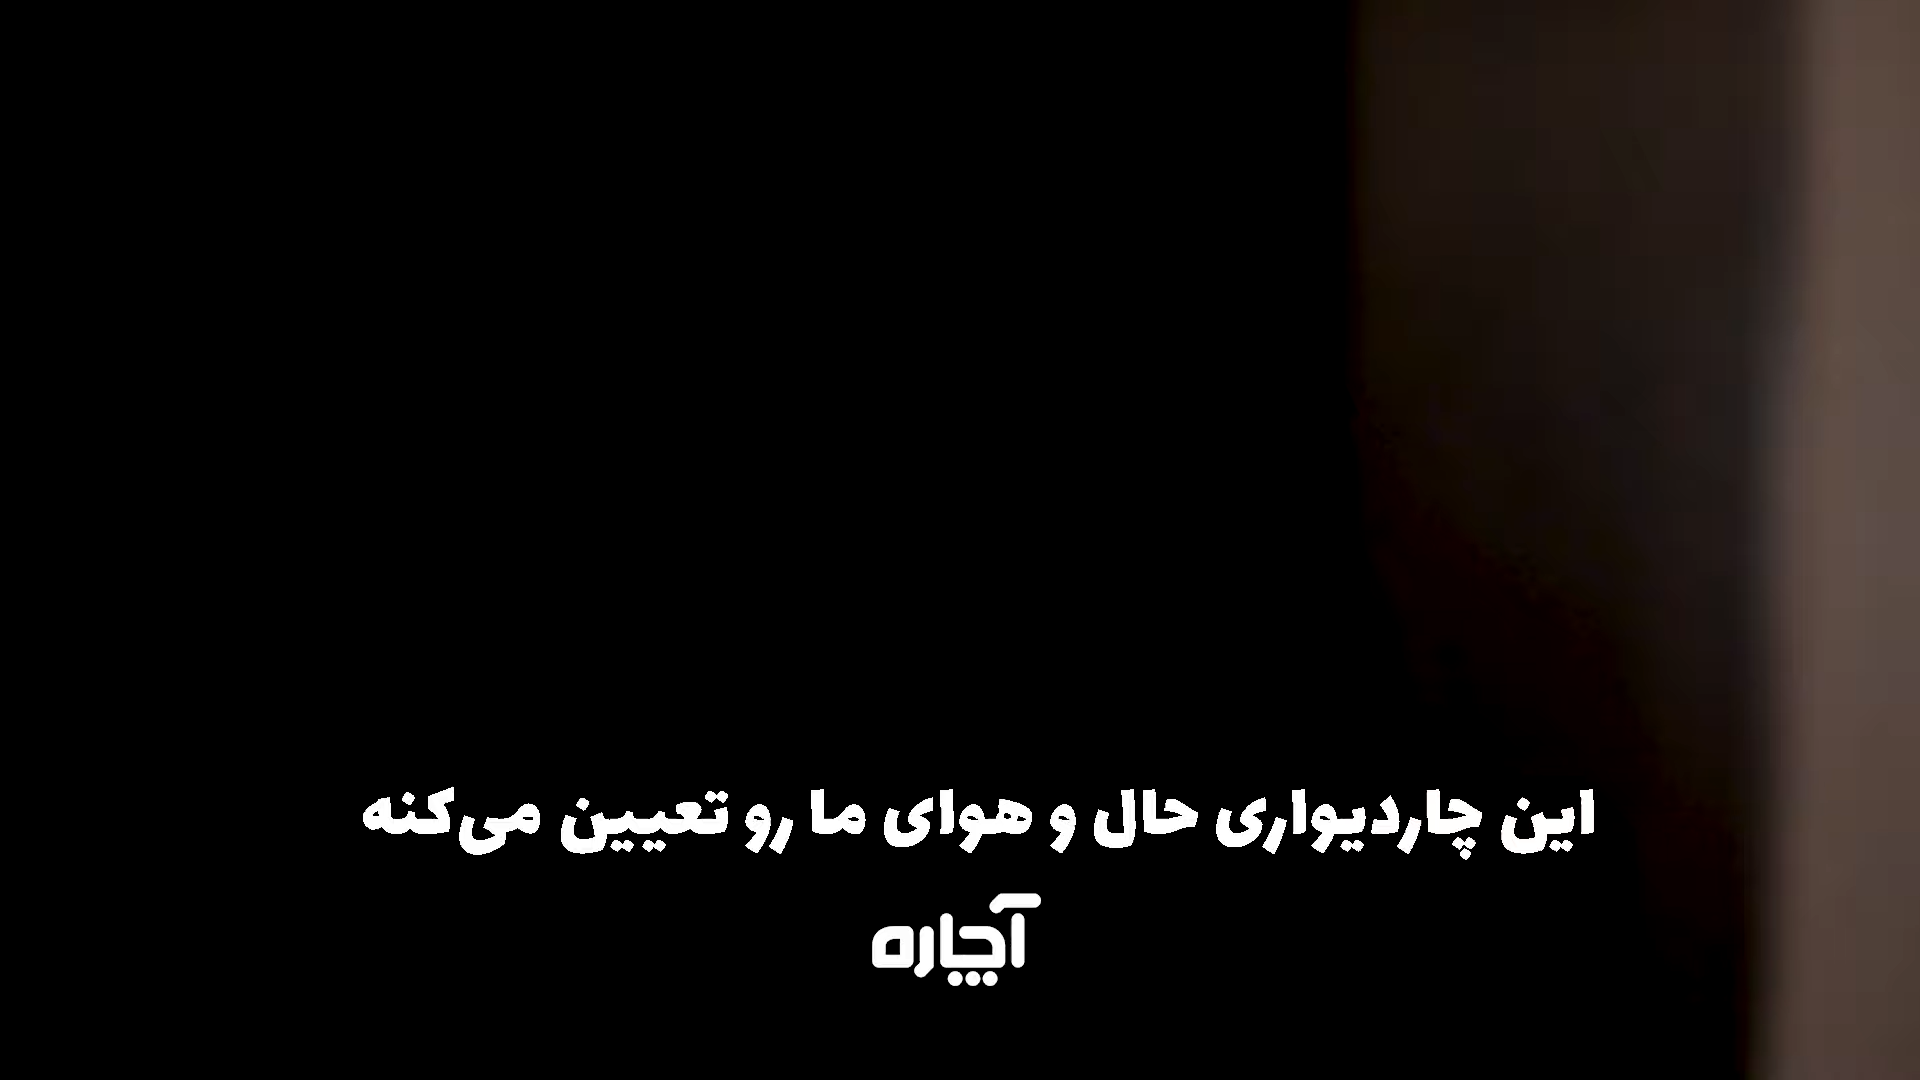 این چاردیواری حال و هوای ما رو تعیین می‌کنه
آچاره